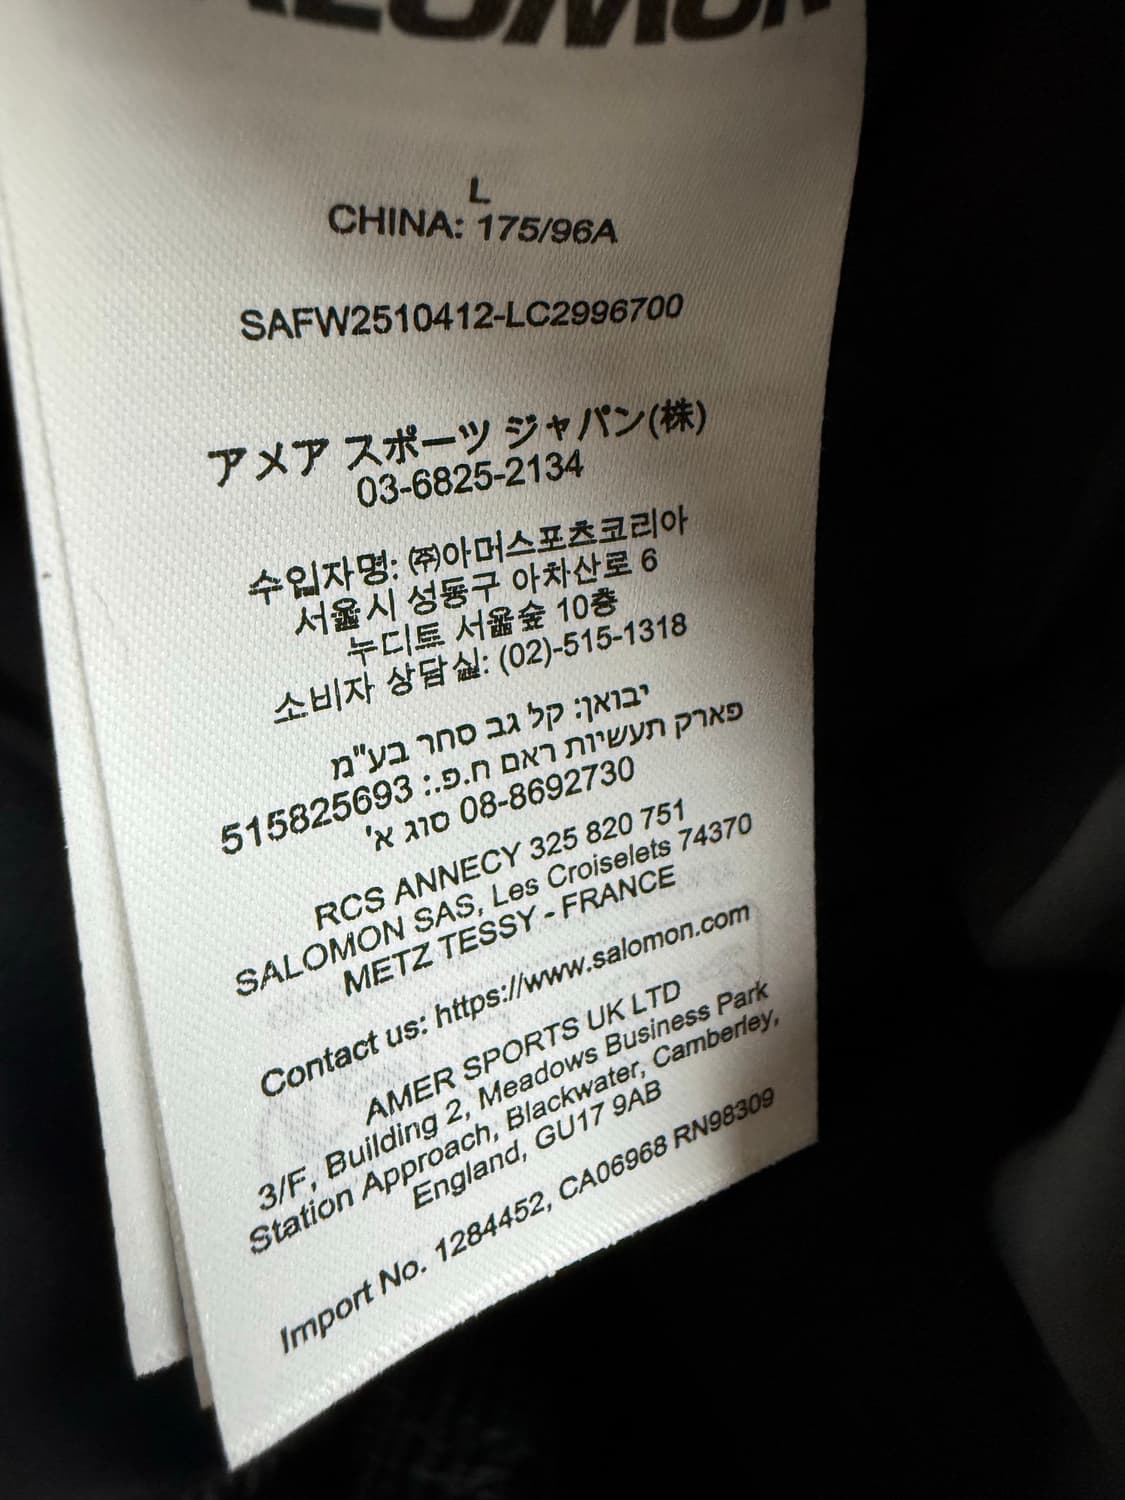 SALOMON
L
CHINA: 175/96A
SAFW2510412-LC2996700
アメア スポーツ ジャパン(株)
03-6825-2134
수입자명: ㈜아머스포츠코리아
서울시 성동구 아차산로 6
누디트 서울숲 10층
소비자 상담실: (02)-515-1318
יבואן: קל גב סחר בע"מ
פארק תעשיות ראם ח.פ.: 515825693
08-8692730 סוג א'
RCS ANNECY 325 820 751
SALOMON SAS, Les Croiselets 74370
METZ TESSY - FRANCE
Contact us: https://www.salomon.com
AMER SPORTS UK LTD
3/F, Building 2, Meadows Business Park
Station Approach, Blackwater, Camberley,
England, GU17 9AB
Import No. 1284452, CA06968 RN98309